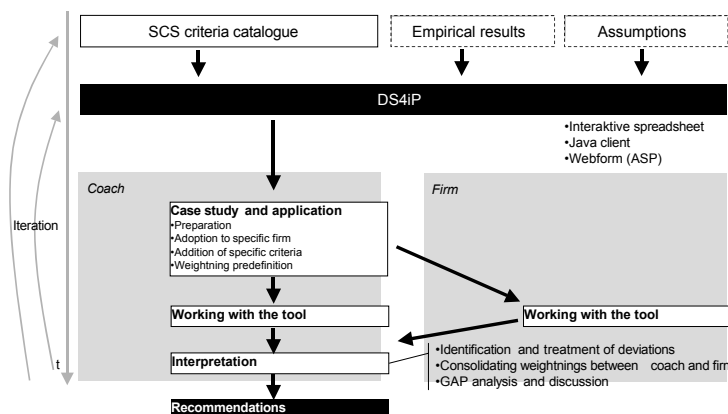 SCS criteria catalogue
Empirical results
Assumptions
DS4iP
•Interaktive spreadsheet
•Java client
•Webform (ASP)
Coach
Firm
Case study and application
•Preparation
•Adoption to specific firm
•Addition of specific criteria
•Weightning predefinition
Iteration
Working with the tool
Working with the tool
Interpretation
•Identification and treatment of deviations
•Consolidating weightnings between coach and firm
•GAP analysis and discussion
t
Recommendations